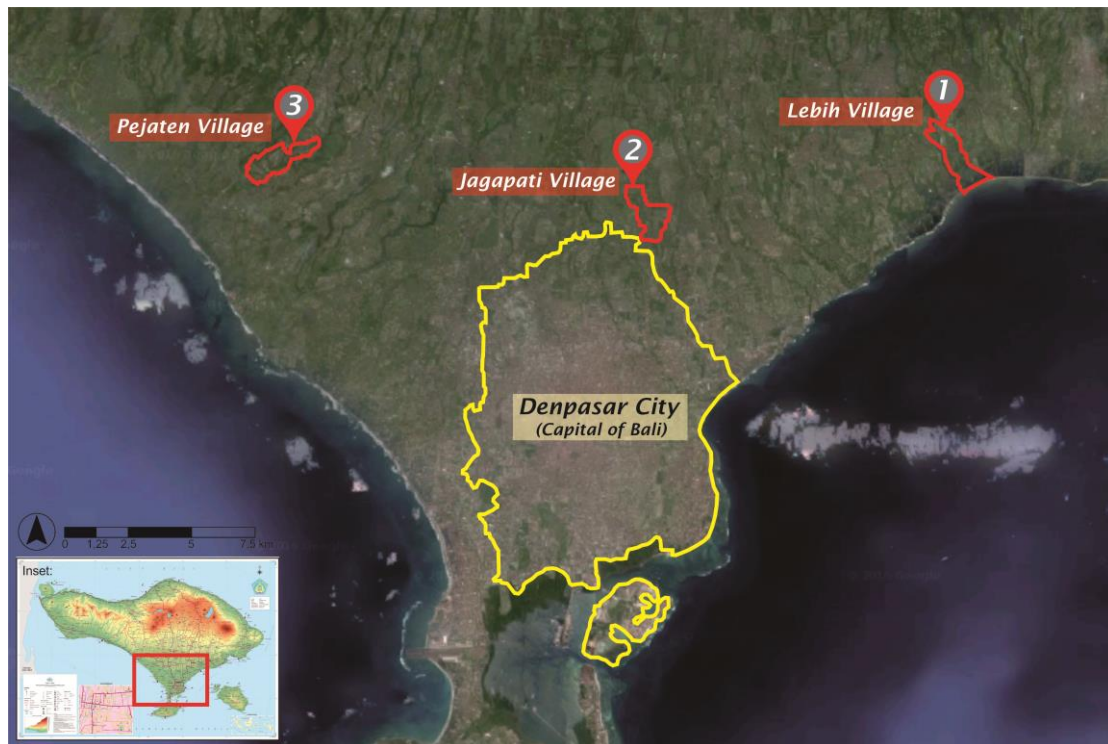 1
Lebih Village
3
Pejaten Village
2
Jagapati Village
Denpasar City
(Capital of Bali)
0 1,25 2,5 5 7,5 km
Inset: